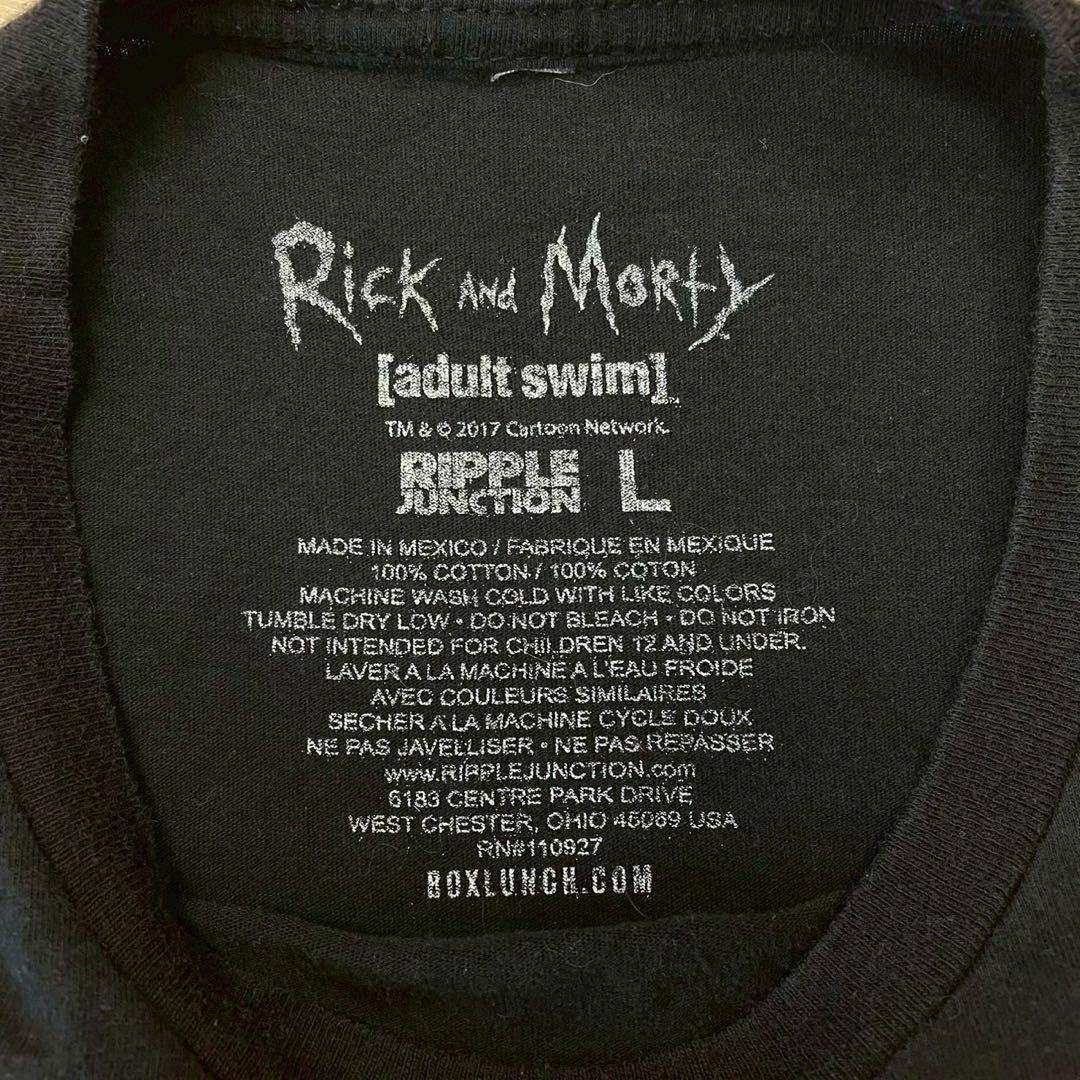 Rick and Morty
[adult swim]
TM & © 2017 Cartoon Network.
RIPPLE JUNCTION L
MADE IN MEXICO / FABRIQUE EN MEXIQUE
100% COTTON / 100% COTON
MACHINE WASH COLD WITH LIKE COLORS
TUMBLE DRY LOW • DO NOT BLEACH • DO NOT IRON
NOT INTENDED FOR CHILDREN 12 AND UNDER.
LAVER A LA MACHINE A L'EAU FROIDE
AVEC COULEURS SIMILAIRES
SECHER A LA MACHINE CYCLE DOUX
NE PAS JAVELLISER • NE PAS REPASSER
www.RIPPLEJUNCTION.com
6183 CENTRE PARK DRIVE
WEST CHESTER, OHIO 45069 USA
RN#110927
BOXLUNCH.COM